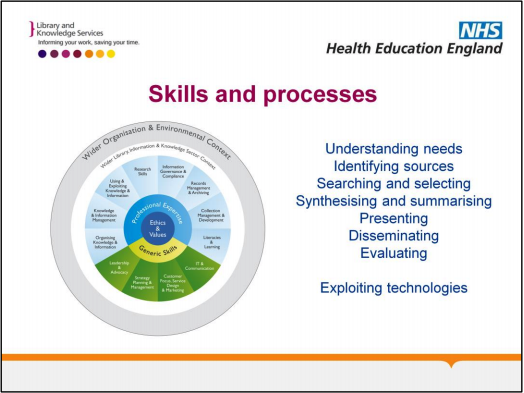 Library and
Knowledge Services
Informing your work, saving your time.
NHS
Health Education England
Skills and processes
Wider Organisation & Environmental Context
Wider Library, Information & Knowledge Sector Context
Research
Skills
Information
Governance &
Compliance
Using &
Exploiting
Knowledge &
Information
Records
Management
& Archiving
Knowledge
& Information
Management
Collection
Management &
Development
Organising
Knowledge &
Information
Literacies
&
Learning
Professional Expertise
Ethics
&
Values
Generic Skills
Leadership
&
Advocacy
Strategy
Planning &
Management
Customer
Focus, Service
Design
& Marketing
IT &
Communication
Understanding needs
Identifying sources
Searching and selecting
Synthesising and summarising
Presenting
Disseminating
Evaluating
Exploiting technologies